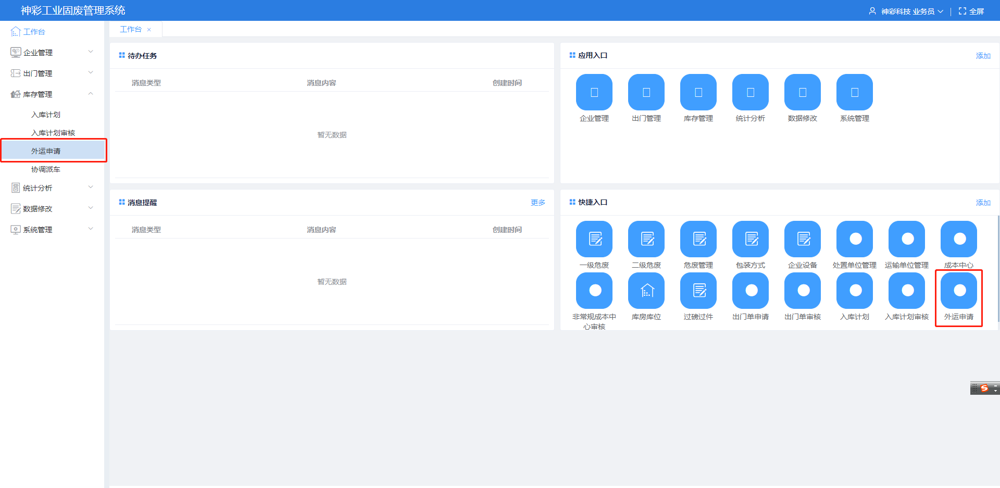 神彩工业固废管理系统
神彩科技 业务员
全屏
工作台
企业管理
出门管理
库存管理
入库计划
入库计划审核
外运申请
协调派车
统计分析
数据修改
系统管理
工作台 ×
待办任务
消息类型 消息内容 创建时间
暂无数据
应用入口 添加
企业管理 出门管理 库存管理 统计分析 数据修改 系统管理
消息提醒 更多
消息类型 消息内容 创建时间
暂无数据
快捷入口 添加
一级危废 二级危废 危废管理 包装方式 企业设备 处置单位管理 运输单位管理 成本中心
非常规成本中 库房库位 过磅过件 出门单申请 出门单审核 入库计划 入库计划审核 外运申请
心审核
S